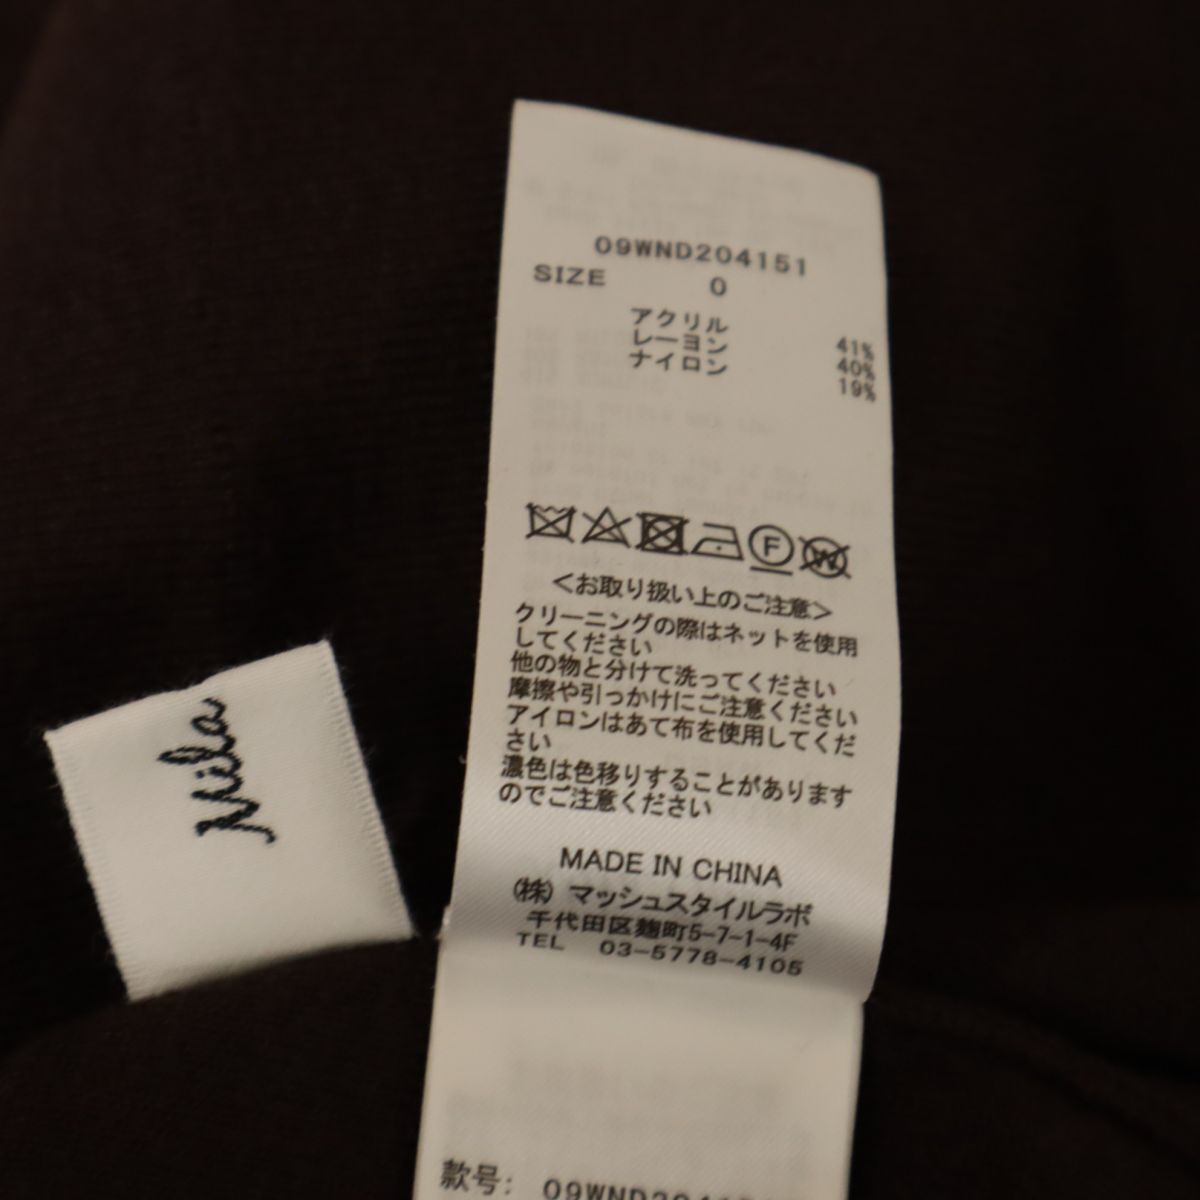 09WND204151
SIZE 0
アクリル 41%
レーヨン 40%
ナイロン 19%
F
W
<お取り扱い上のご注意>
クリーニングの際はネットを使用
してください
他の物と分けて洗ってください
摩擦や引っかけにご注意ください
アイロンはあて布を使用してくだ
さい
濃色は色移りすることがあります
のでご注意ください
MADE IN CHINA
(株) マッシュスタイルラボ
千代田区麹町5-7-1-4F
TEL 03-5778-4105
款号: 09WND204151
Mila